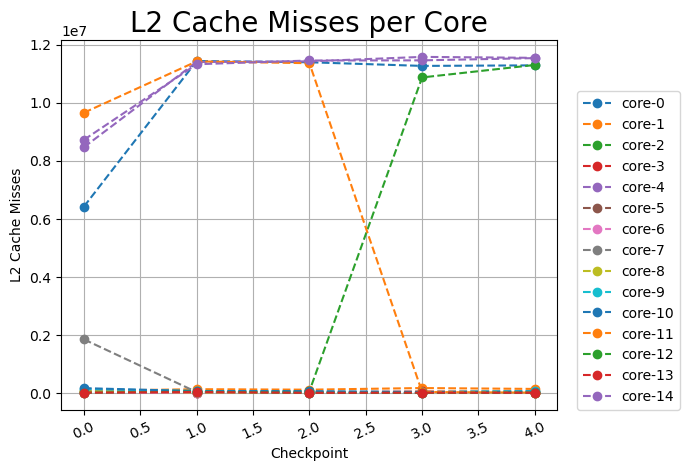 L2 Cache Misses per Core
1e7
1.2
1.0
0.8
0.6
0.4
0.2
0.0
L2 Cache Misses
0.0 0.5 1.0 1.5 2.0 2.5 3.0 3.5 4.0
Checkpoint
core-0
core-1
core-2
core-3
core-4
core-5
core-6
core-7
core-8
core-9
core-10
core-11
core-12
core-13
core-14